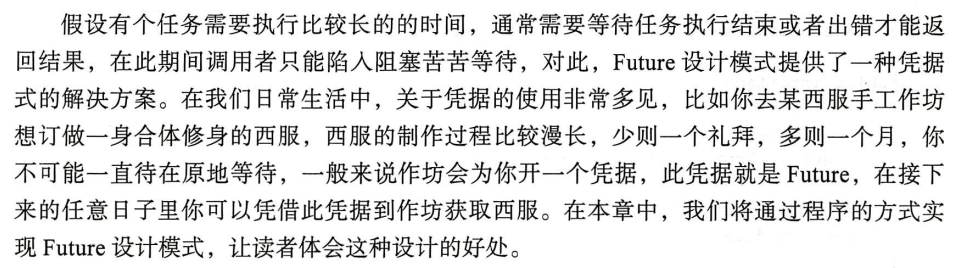 假设有个任务需要执行比较长的的时间，通常需要等待任务执行结束或者出错才能返
回结果，在此期间调用者只能陷入阻塞苦苦等待，对此，Future 设计模式提供了一种凭据
式的解决方案。在我们日常生活中，关于凭据的使用非常多见，比如你去某西服手工作坊
想订做一身合体修身的西服，西服的制作过程比较漫长，少则一个礼拜，多则一个月，你
不可能一直待在原地等待，一般来说作坊会为你开一个凭据，此凭据就是 Future，在接下
来的任意日子里你可以凭借此凭据到作坊获取西服。在本章中，我们将通过程序的方式实
现 Future 设计模式，让读者体会这种设计的好处。